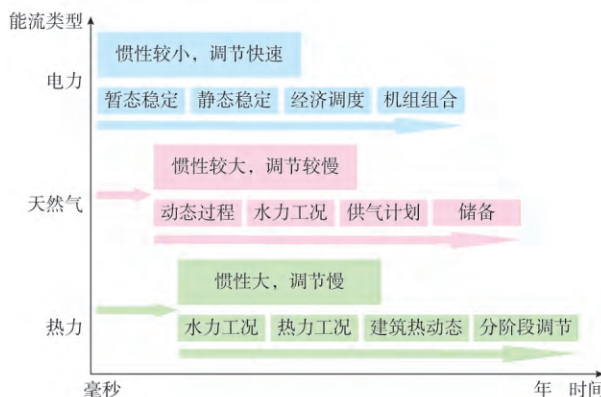 能流类型
惯性较小，调节快速
电力
暂态稳定 静态稳定 经济调度 机组组合
惯性较大，调节较慢
天然气
动态过程 水力工况 供气计划 储备
惯性大，调节慢
热力
水力工况 热力工况 建筑热动态 分阶段调节
毫秒 年 时间